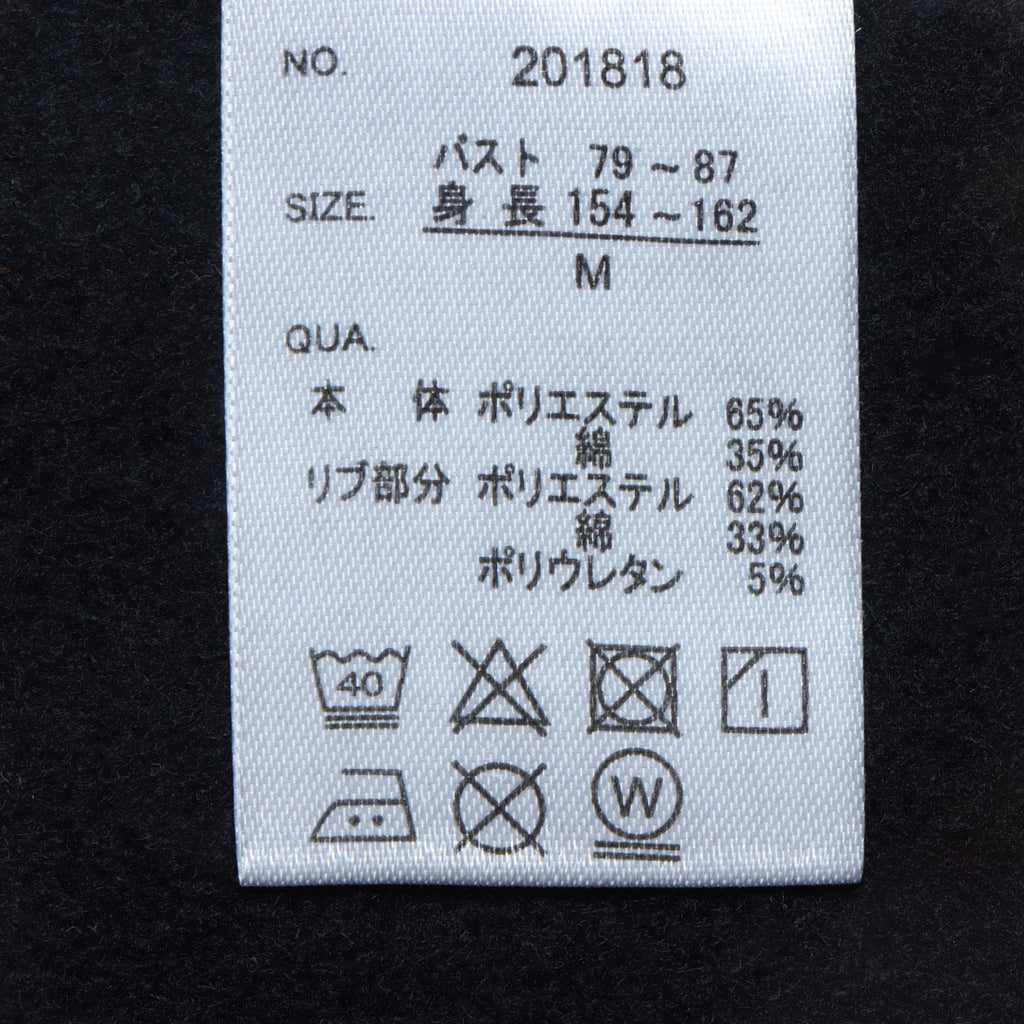 NO. 201818
バスト 79～87
SIZE. 身長 154～162
M
QUA.
本体 ポリエステル 65%
綿 35%
リブ部分 ポリエステル 62%
綿 33%
ポリウレタン 5%
40
W